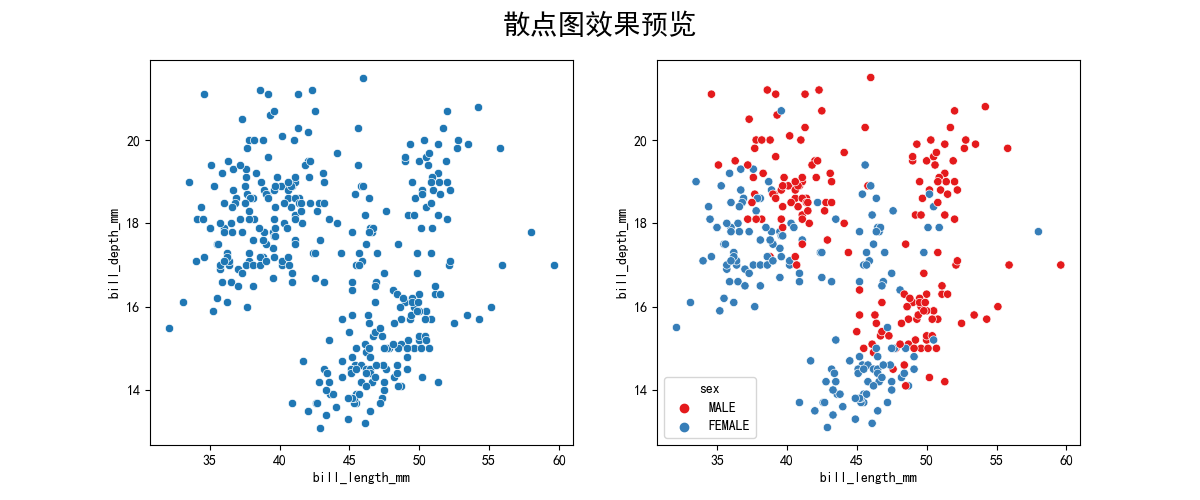 散点图效果预览
bill_depth_mm
20
18
16
14
35 40 45 50 55 60
bill_length_mm
bill_depth_mm
20
18
16
14
sex
MALE
FEMALE
35 40 45 50 55 60
bill_length_mm